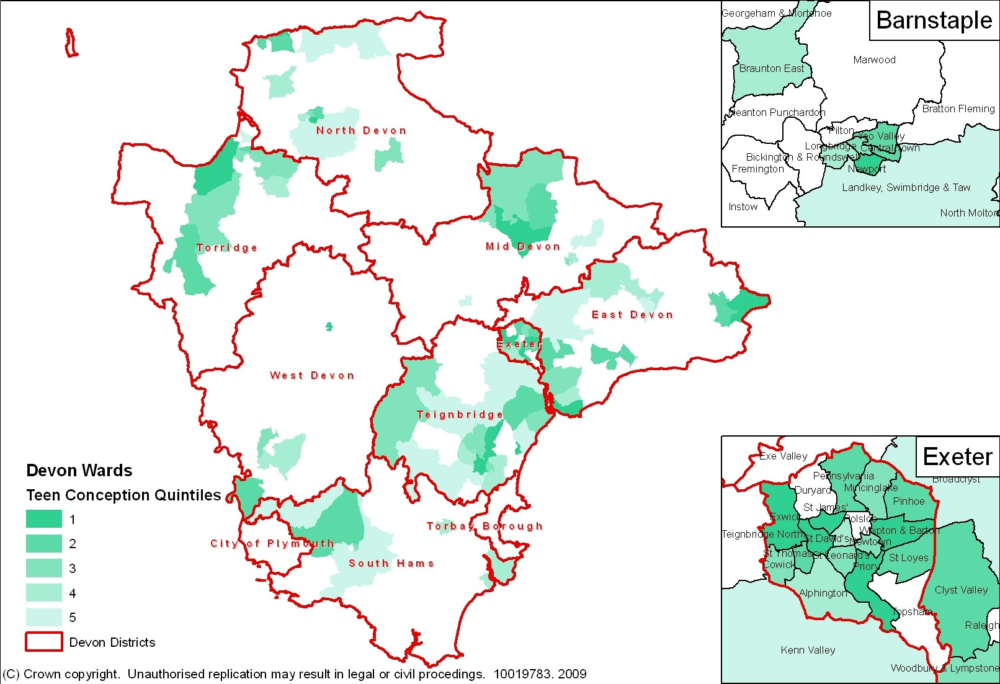 Georgeham & Mortehoe
Barnstaple
Marwood
Braunton East
Heanton Punchardon
Bratton Fleming
Pilton
Yeo Valley
Longbridge
Central Town
Bickington & Roundswell
Fremington
Newport
Landkey, Swimbridge & Taw
Instow
North Molton
North Devon
Torridge
Mid Devon
East Devon
Exeter
West Devon
Teignbridge
Torbay Borough
City of Plymouth
South Hams
Devon Wards
Teen Conception Quintiles
1
2
3
4
5
Devon Districts
Exeter
Exe Valley
Broadclyst
Pennsylvania
Duryard
Mincinglake
Pinhoe
St James'
Exwick
Polsloe
Whipton & Barton
Teignbridge North
St David's
Newtown
St Thomas
St Leonard's
St Loyes
Cowick
Priory
Alphington
Clyst Valley
Topsham
Raleigh
Kenn Valley
Woodbury & Lympstone
(C) Crown copyright.  Unauthorised replication may result in legal or civil procedings.  10019783. 2009